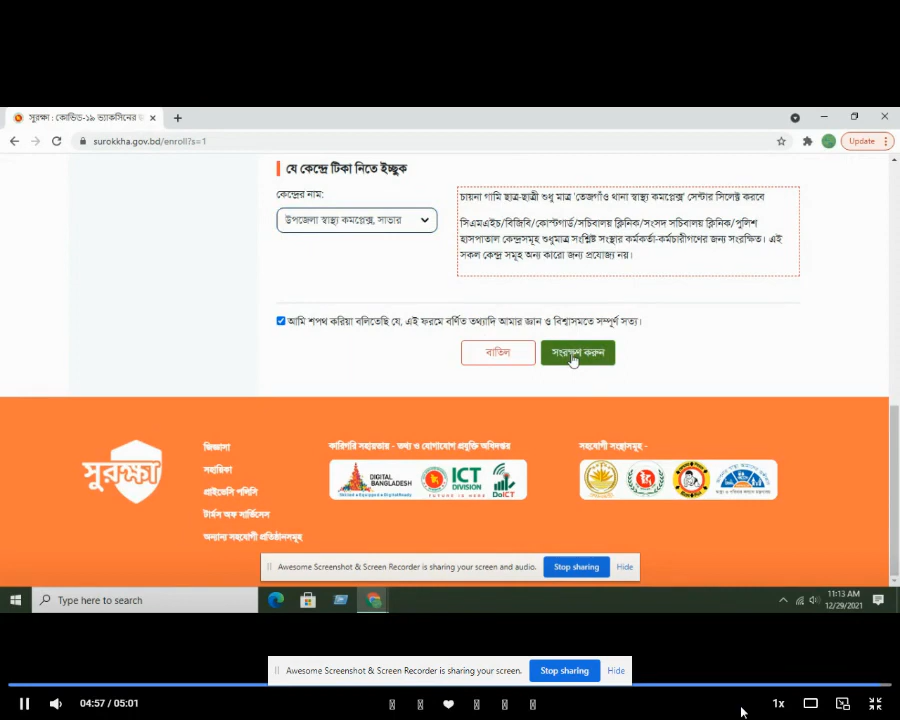 সুরক্ষা : কোভিড-১৯ ভ্যাকসিনের
surokkha.gov.bd/enroll?s=1
Update
যে কেন্দ্রে টিকা নিতে ইচ্ছুক
কেন্দ্রের নাম:
উপজেলা স্বাস্থ্য কমপ্লেক্স, সাভার
চায়না গামি ছাত্র-ছাত্রী শুধু মাত্র 'তেজগাঁও থানা স্বাস্থ্য কমপ্লেক্স' সেন্টার সিলেক্ট করবে
সিএমএইচ/বিজিবি/কোস্টগার্ড/সচিবালয় ক্লিনিক/সংসদ সচিবালয় ক্লিনিক/পুলিশ
হাসপাতাল কেন্দ্রসমূহ শুধুমাত্র সংশ্লিষ্ট সংস্থার কর্মকর্তা-কর্মচারীগণের জন্য সংরক্ষিত। এই
সকল কেন্দ্র সমূহ অন্য কারো জন্য প্রযোজ্য নয়।
আমি শপথ করিয়া বলিতেছি যে, এই ফরমে বর্ণিত তথ্যাদি আমার জ্ঞান ও বিশ্বাসমতে সম্পূর্ণ সত্য।
বাতিল
সংরক্ষণ করুন
সুরক্ষা
জিজ্ঞাসা
সহায়িকা
প্রাইভেসি পলিসি
টার্মস অফ সার্ভিসেস
অন্যান্য সহযোগী প্রতিষ্ঠানসমূহ
কারিগরি সহায়তায় - তথ্য ও যোগাযোগ প্রযুক্তি অধিদপ্তর
DIGITAL
BANGLADESH
ICT
DIVISION
FUTURE IS HERE
DoICT
সহযোগী সংস্থাসমূহ -
Awesome Screenshot & Screen Recorder is sharing your screen and audio.
Stop sharing
Hide
Type here to search
11:13 AM
12/29/2021
Awesome Screenshot & Screen Recorder is sharing your screen.
Stop sharing
Hide
04:57 / 05:01
1x